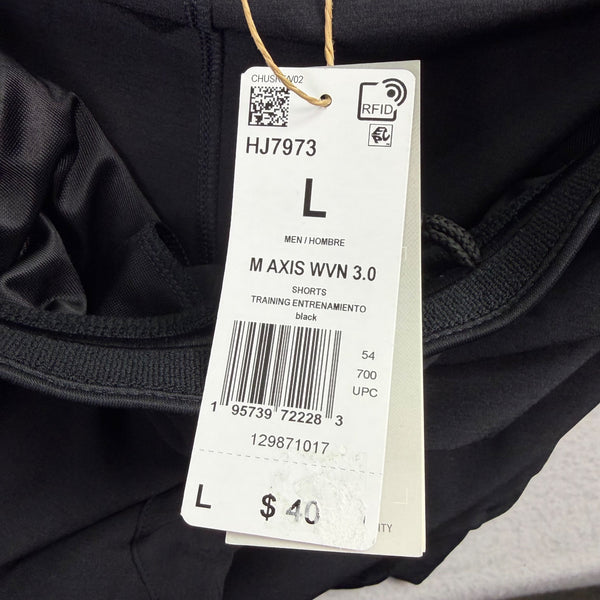 RFID
HJ7973
L
MEN / HOMBRE
M AXIS WVN 3.0
SHORTS
TRAINING ENTRENAMIENTO
black
54
700
UPC
1 95739 72228 3
129871017
L $ 40
ITY